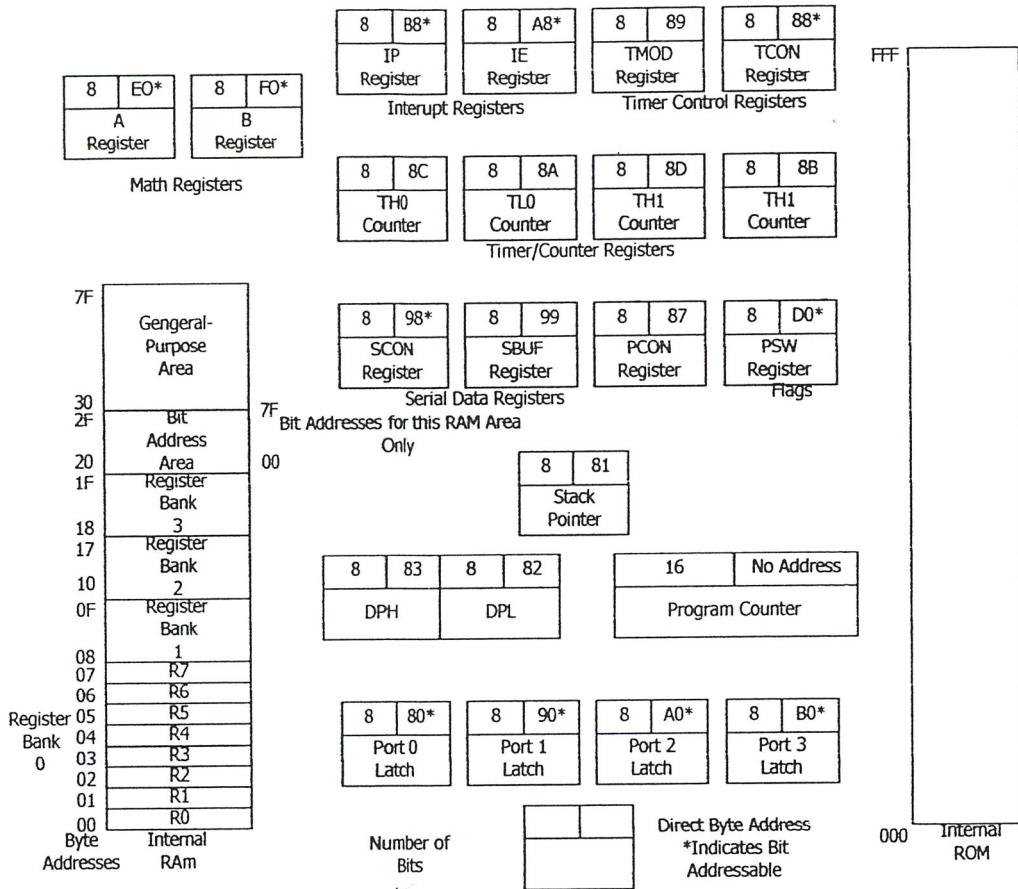 8 B8*
IP
Register
8 A8*
IE
Register
8 89
TMOD
Register
8 88*
TCON
Register
Interupt Registers
Timer Control Registers
8 EO*
A
Register
8 FO*
B
Register
Math Registers
8 8C
TH0
Counter
8 8A
TL0
Counter
8 8D
TH1
Counter
8 8B
TH1
Counter
Timer/Counter Registers
8 98*
SCON
Register
8 99
SBUF
Register
8 87
PCON
Register
8 D0*
PSW
Register
Flags
Serial Data Registers
7F
Gengeral-
Purpose
Area
30
2F
Bit
Address
Area
20
7F
Bit Addresses for this RAM Area
Only
00
1F
Register
Bank
3
18
17
Register
Bank
2
10
0F
Register
Bank
1
08
07 R7
06 R6
05 R5
04 R4
03 R3
02 R2
01 R1
00 R0
Register
Bank
0
Byte
Addresses
Internal
RAm
8 81
Stack
Pointer
8 83 8 82
DPH DPL
16 No Address
Program Counter
8 80*
Port 0
Latch
8 90*
Port 1
Latch
8 A0*
Port 2
Latch
8 B0*
Port 3
Latch
Number of
Bits
Direct Byte Address
*Indicates Bit
Addressable
FFF
000
Internal
ROM